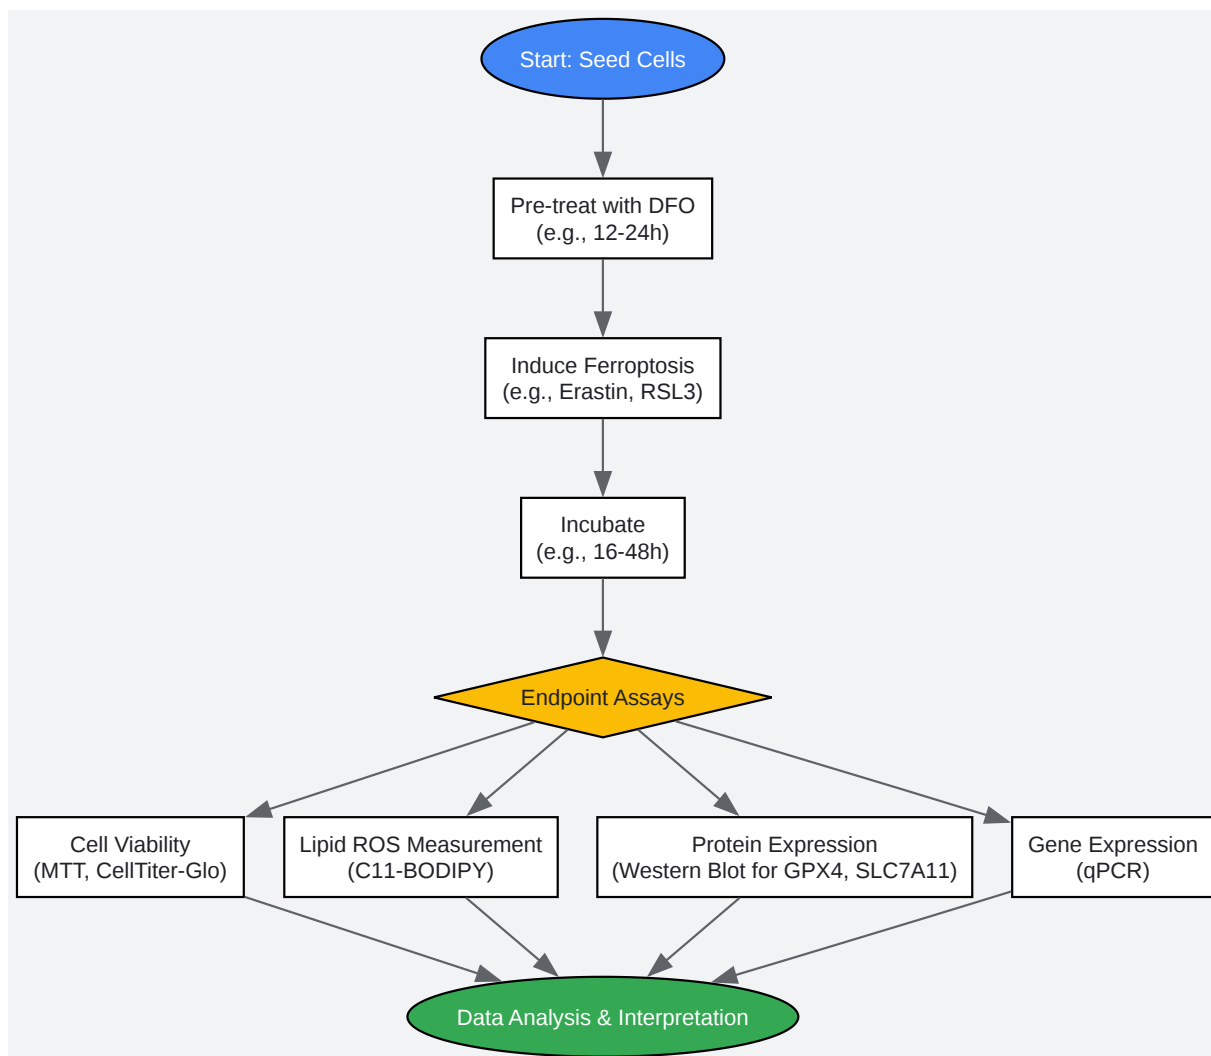 Start: Seed Cells
Pre-treat with DFO
(e.g., 12-24h)
Induce Ferroptosis
(e.g., Erastin, RSL3)
Incubate
(e.g., 16-48h)
Endpoint Assays
Cell Viability
(MTT, CellTiter-Glo)
Lipid ROS Measurement
(C11-BODIPY)
Protein Expression
(Western Blot for GPX4, SLC7A11)
Gene Expression
(qPCR)
Data Analysis & Interpretation